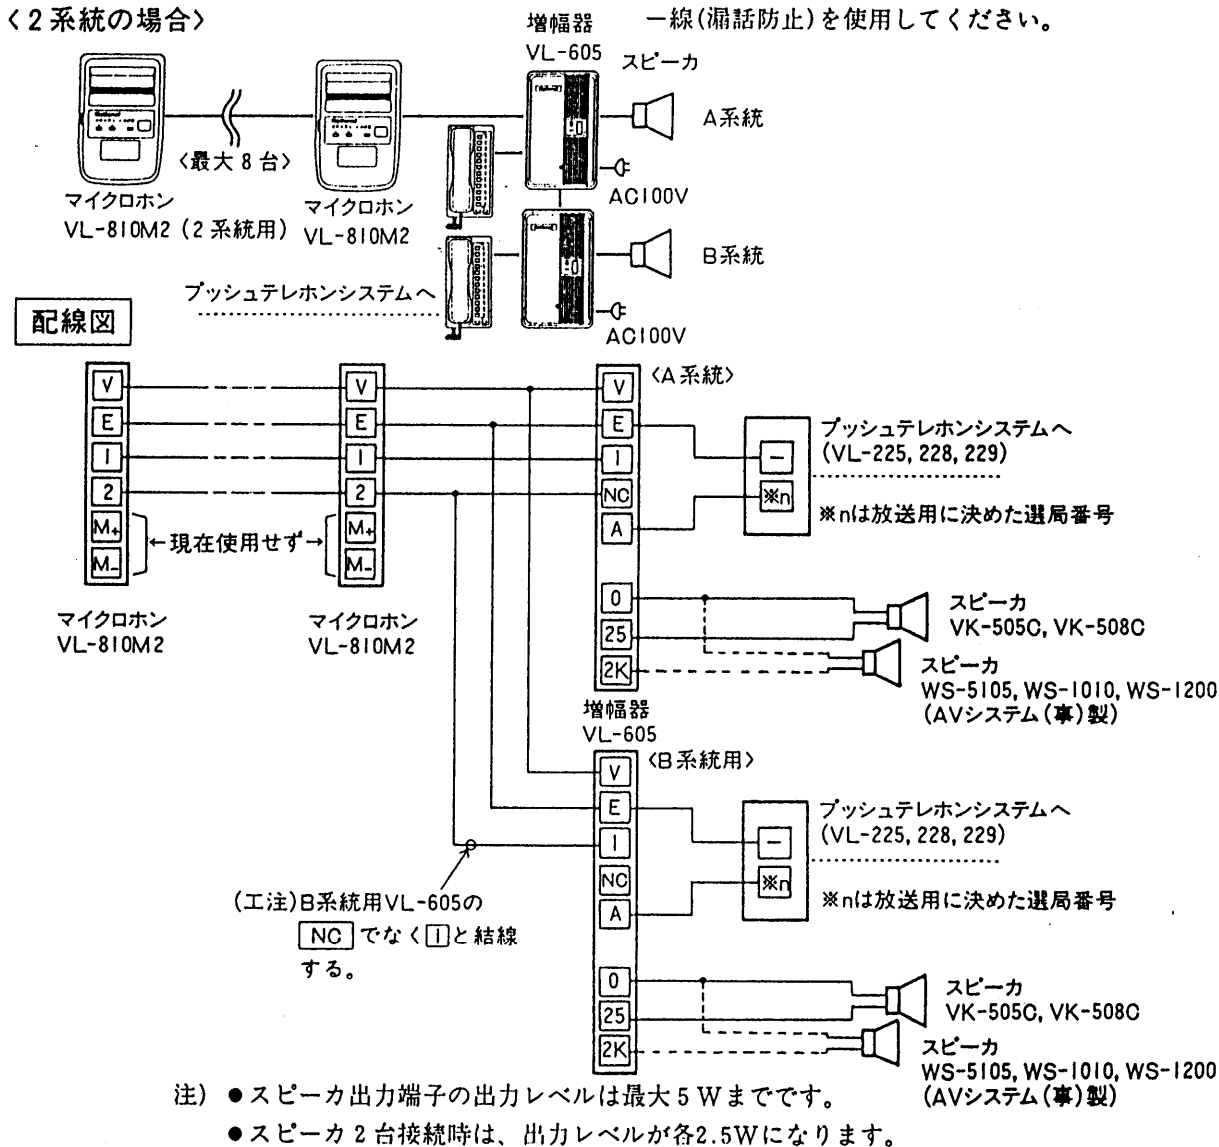 〈2系統の場合〉
ー線(漏話防止)を使用してください。
増幅器
VL-605
スピーカ
A系統
〈最大8台〉
AC100V
マイクロホン
VL-810M2 (2系統用)
マイクロホン
VL-810M2
B系統
プッシュテレホンシステムへ
AC100V
配線図
V
E
1
2
M+
M-
マイクロホン
VL-810M2
←現在使用せず→
V
E
1
2
M+
M-
マイクロホン
VL-810M2
〈A系統〉
V
E
1
NC
A
0
25
2K
増幅器
VL-605
−
※n
プッシュテレホンシステムへ
(VL-225, 228, 229)
※nは放送用に決めた選局番号
スピーカ
VK-505C, VK-508C
スピーカ
WS-5105, WS-1010, WS-1200
(AVシステム(事)製)
〈B系統用〉
V
E
1
NC
A
0
25
2K
−
※n
プッシュテレホンシステムへ
(VL-225, 228, 229)
※nは放送用に決めた選局番号
(工注)B系統用VL-605の
NC でなく 1 と結線
する。
スピーカ
VK-505C, VK-508C
スピーカ
WS-5105, WS-1010, WS-1200
(AVシステム(事)製)
注) ●スピーカ出力端子の出力レベルは最大5Wまでです。
●スピーカ2台接続時は、出力レベルが各2.5Wになります。